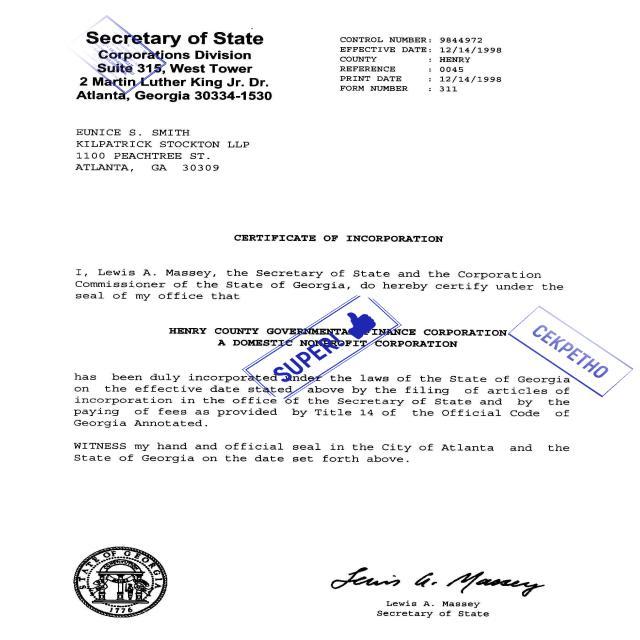 Secretary of State
Corporations Division
Suite 315, West Tower
2 Martin Luther King Jr. Dr.
Atlanta, Georgia 30334-1530
CONTROL NUMBER: 9844972
EFFECTIVE DATE: 12/14/1998
COUNTY : HENRY
REFERENCE : 0045
PRINT DATE : 12/14/1998
FORM NUMBER : 311
EUNICE S. SMITH
KILPATRICK STOCKTON LLP
1100 PEACHTREE ST.
ATLANTA, GA 30309
CERTIFICATE OF INCORPORATION
I, Lewis A. Massey, the Secretary of State and the Corporation
Commissioner of the State of Georgia, do hereby certify under the
seal of my office that
HENRY COUNTY GOVERNMENTAL FINANCE CORPORATION
A DOMESTIC NONPROFIT CORPORATION
SUPER!
СЕКРЕТНО
has been duly incorporated under the laws of the State of Georgia
on the effective date stated above by the filing of articles of
incorporation in the office of the Secretary of State and by the
paying of fees as provided by Title 14 of the Official Code of
Georgia Annotated.
WITNESS my hand and official seal in the City of Atlanta and the
State of Georgia on the date set forth above.
STATE OF GEORGIA
1776
Lewis A. Massey
Lewis A. Massey
Secretary of State